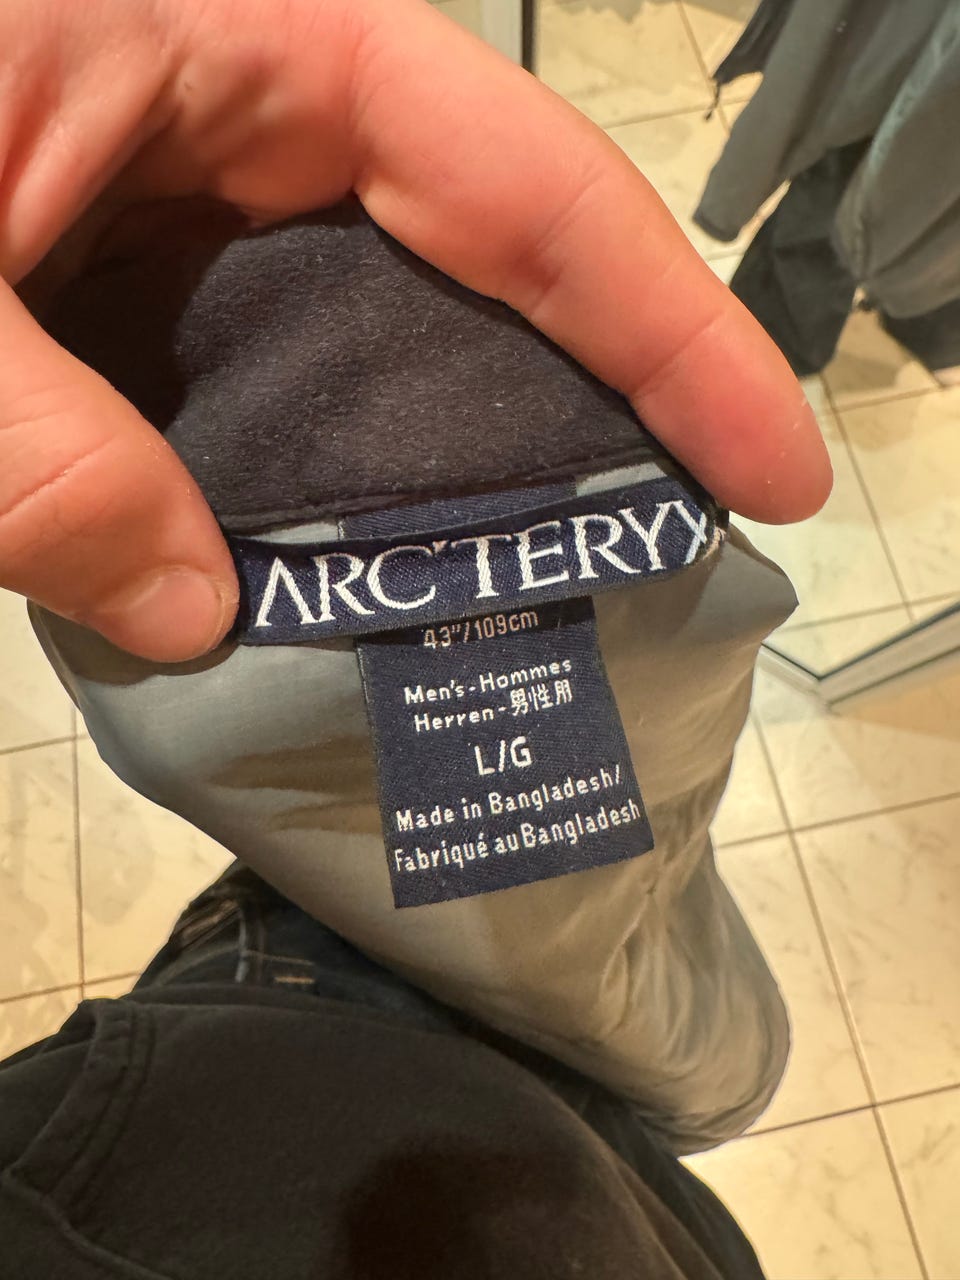 ARC'TERYX
43"/109cm
Men's-Hommes
Herren-男性用
L/G
Made in Bangladesh/
Fabriqué au Bangladesh